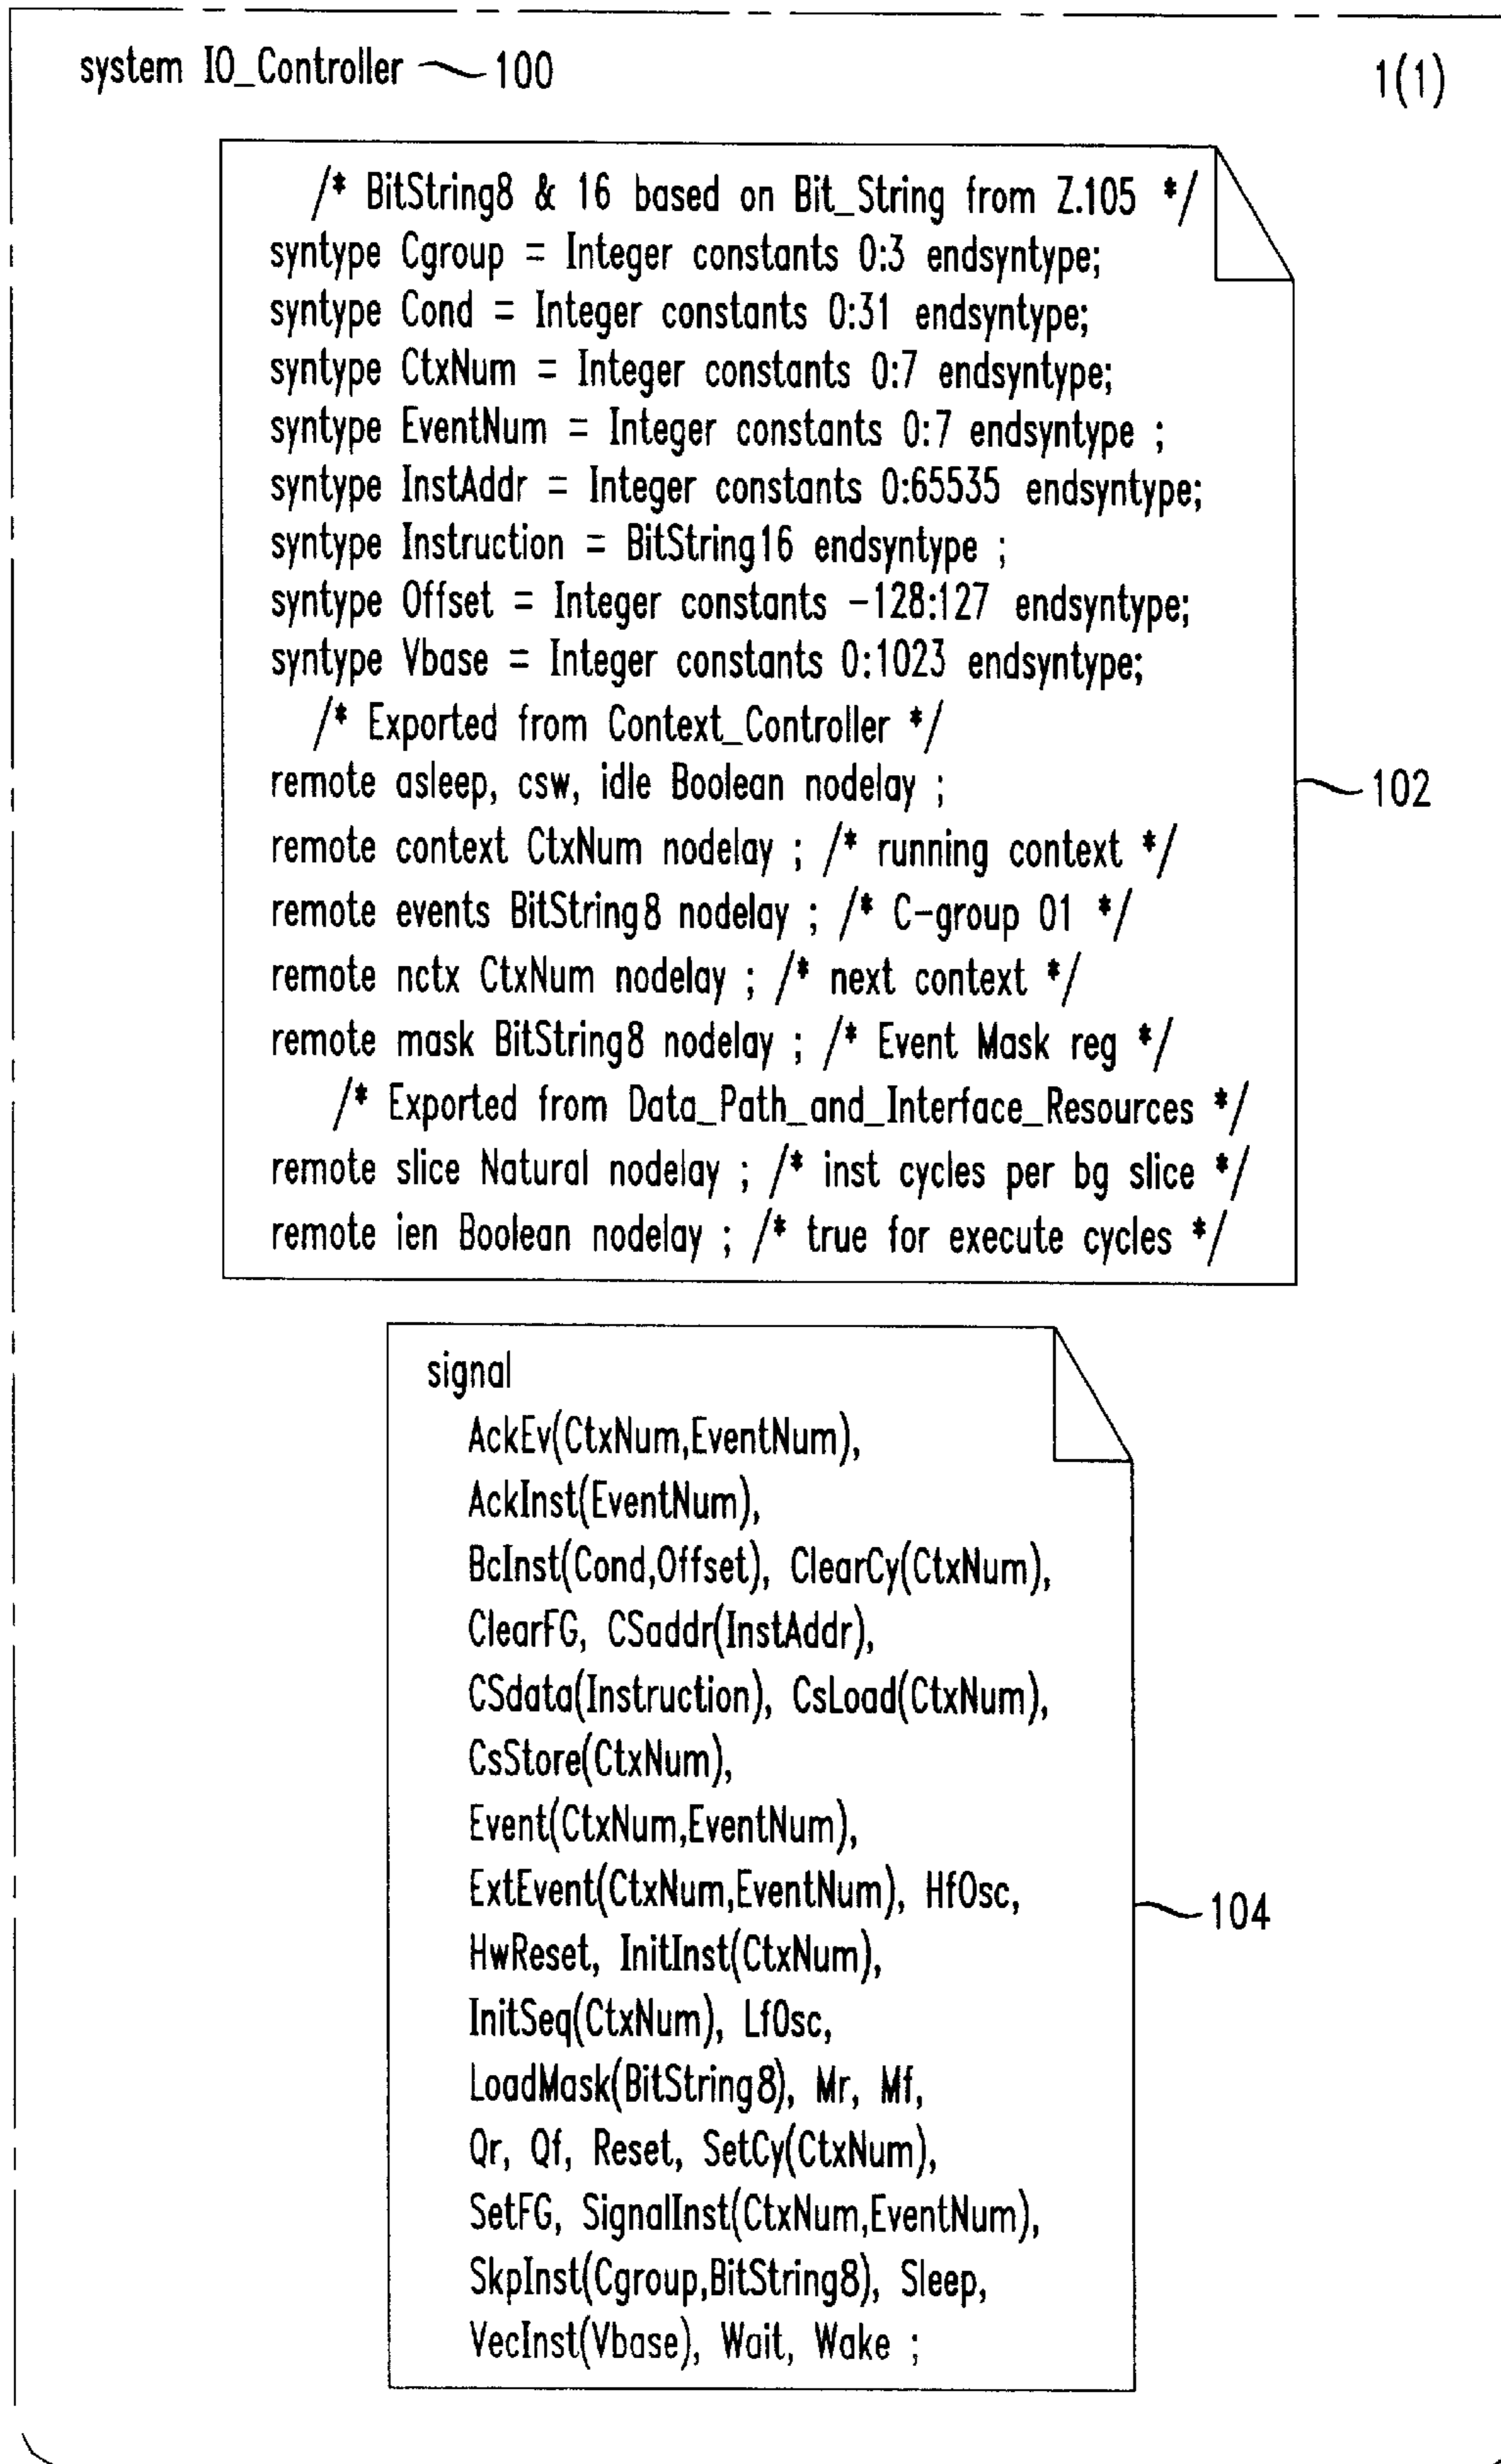 system IO_Controller 100
1(1)
/* BitString8 & 16 based on Bit_String from Z.105 */
syntype Cgroup = Integer constants 0:3 endsyntype;
syntype Cond = Integer constants 0:31 endsyntype;
syntype CtxNum = Integer constants 0:7 endsyntype;
syntype EventNum = Integer constants 0:7 endsyntype ;
syntype InstAddr = Integer constants 0:65535 endsyntype;
syntype Instruction = BitString16 endsyntype ;
syntype Offset = Integer constants -128:127 endsyntype;
syntype Vbase = Integer constants 0:1023 endsyntype;
/* Exported from Context_Controller */
remote asleep, csw, idle Boolean nodelay ;
102
remote context CtxNum nodelay ; /* running context */
remote events BitString8 nodelay ; /* C-group 01 */
remote nctx CtxNum nodelay ; /* next context */
remote mask BitString8 nodelay ; /* Event Mask reg */
/* Exported from Data_Path_and_Interface_Resources */
remote slice Natural nodelay ; /* inst cycles per bg slice */
remote ien Boolean nodelay ; /* true for execute cycles */
signal
AckEv(CtxNum,EventNum),
AckInst(EventNum),
BcInst(Cond,Offset), ClearCy(CtxNum),
ClearFG, CSaddr(InstAddr),
CSdata(Instruction), CsLoad(CtxNum),
CsStore(CtxNum),
Event(CtxNum,EventNum),
ExtEvent(CtxNum,EventNum), HfOsc,
104
HwReset, InitInst(CtxNum),
InitSeq(CtxNum), LfOsc,
LoadMask(BitString8), Mr, Mf,
Qr, Qf, Reset, SetCy(CtxNum),
SetFG, SignalInst(CtxNum,EventNum),
SkpInst(Cgroup,BitString8), Sleep,
VecInst(Vbase), Wait, Wake ;